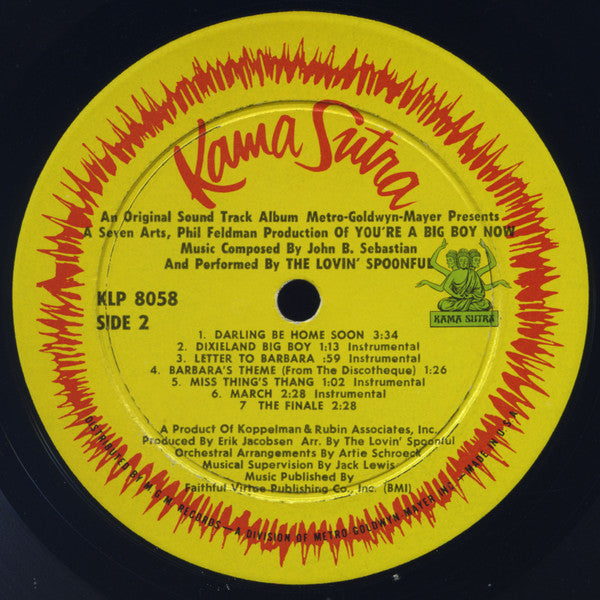 Kama Sutra
An Original Sound Track Album Metro-Goldwyn-Mayer Presents
A Seven Arts, Phil Feldman Production Of YOU'RE A BIG BOY NOW
Music Composed By John B. Sebastian
And Performed By THE LOVIN' SPOONFUL
KLP 8058
SIDE 2
KAMA SUTRA
1. DARLING BE HOME SOON 3:34
2. DIXIELAND BIG BOY 1:13 Instrumental
3. LETTER TO BARBARA :59 Instrumental
4. BARBARA'S THEME (From The Discotheque) 1:26
5. MISS THING'S THANG 1:02 Instrumental
6. MARCH 2:28 Instrumental
7 THE FINALE 2:28
A Product Of Koppelman & Rubin Associates, Inc.
Produced By Erik Jacobsen Arr. By The Lovin' Spoonful
Orchestral Arrangements By Artie Schroeck
Musical Supervision By Jack Lewis
Music Published By
Faithful Virtue Publishing Co., Inc. (BMI)
DISTRIBUTED BY M.G.M. RECORDS—A DIVISION OF METRO GOLDWYN-MAYER INC.—MADE IN U.S.A.